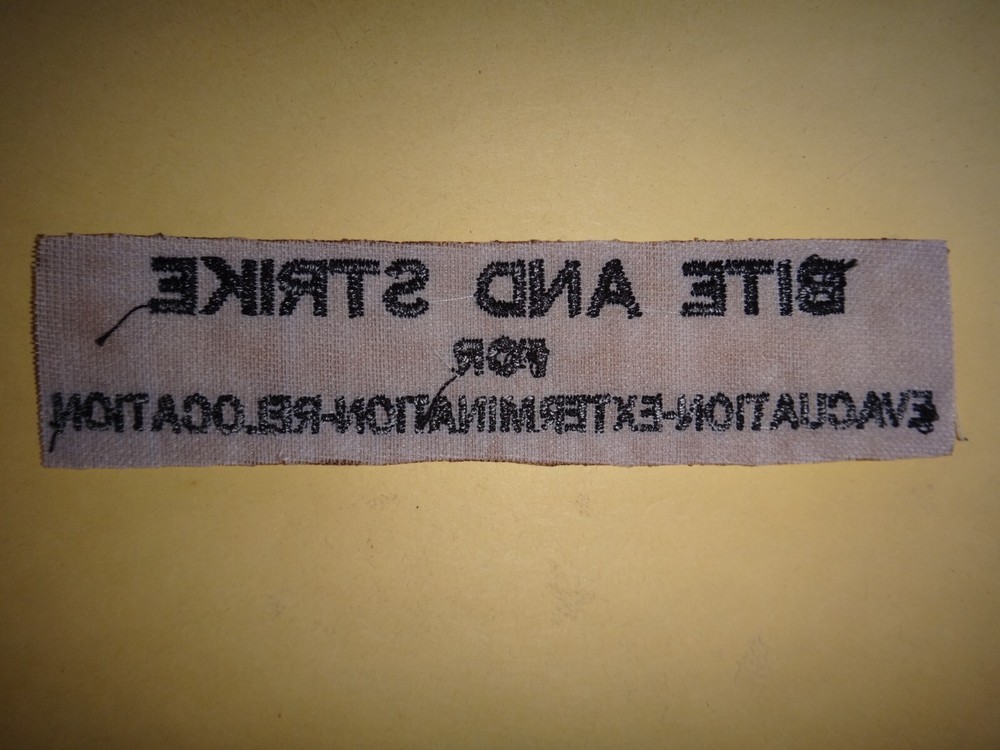 BITE AND STRIKE
FOR
EVACUATION-EXTERMINATION-RELOCATION